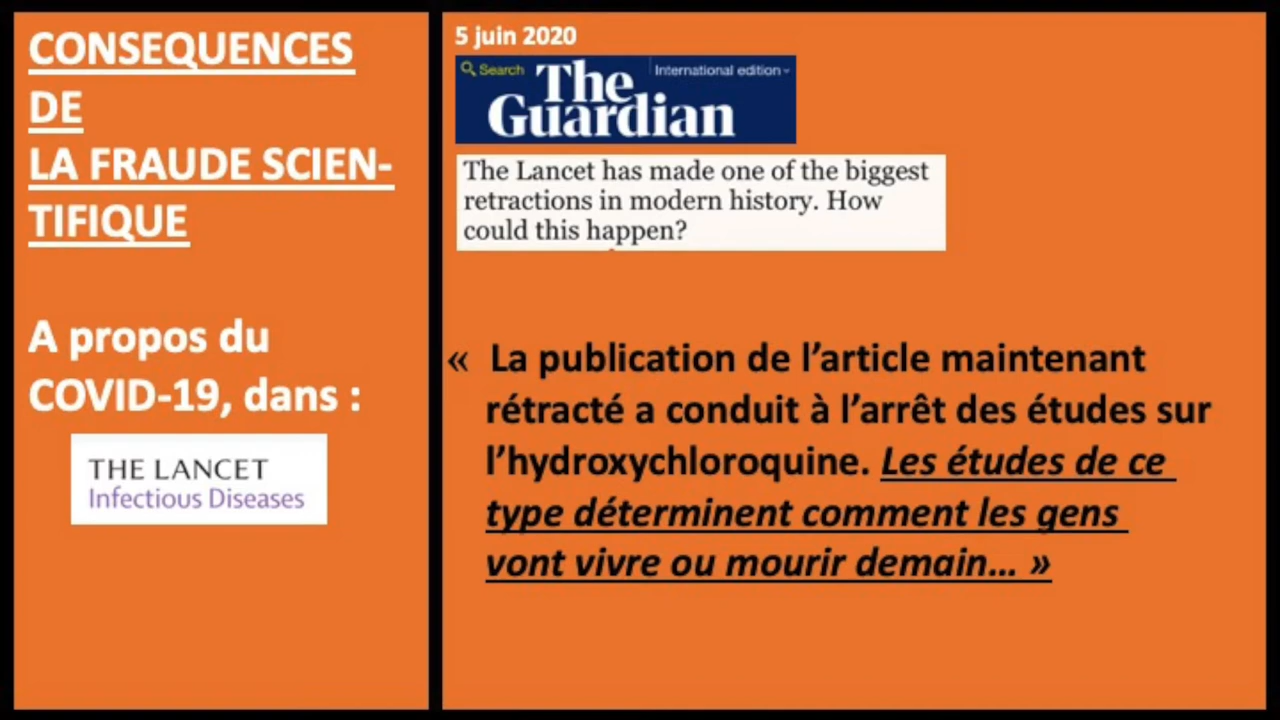 CONSEQUENCES
DE
LA FRAUDE SCIEN-
TIFIQUE
A propos du
COVID-19, dans :
THE LANCET
Infectious Diseases
5 juin 2020
Search
International edition
The
Guardian
The Lancet has made one of the biggest
retractions in modern history. How
could this happen?
« La publication de l’article maintenant
rétracté a conduit à l’arrêt des études sur
l’hydroxychloroquine. Les études de ce
type déterminent comment les gens
vont vivre ou mourir demain… »